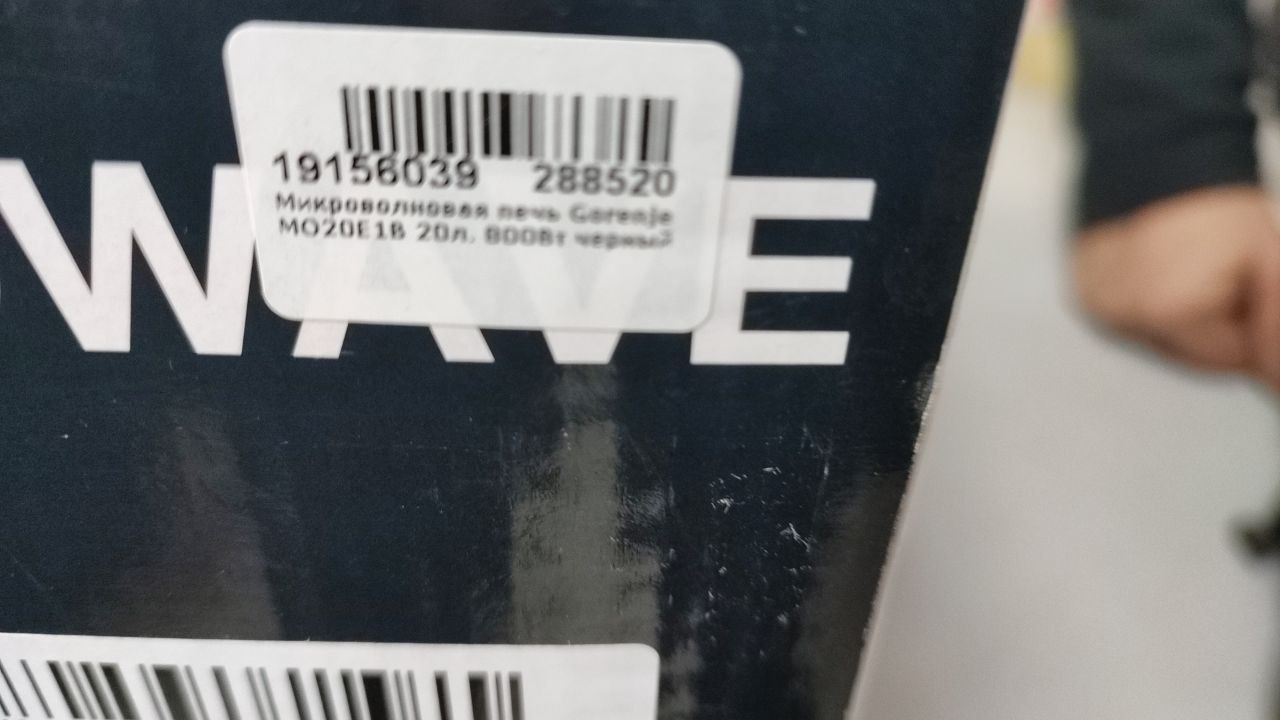 19156039 288520
Микроволновая печь Gorenje
MO20E1B 20л. 800Вт черный
WAVE